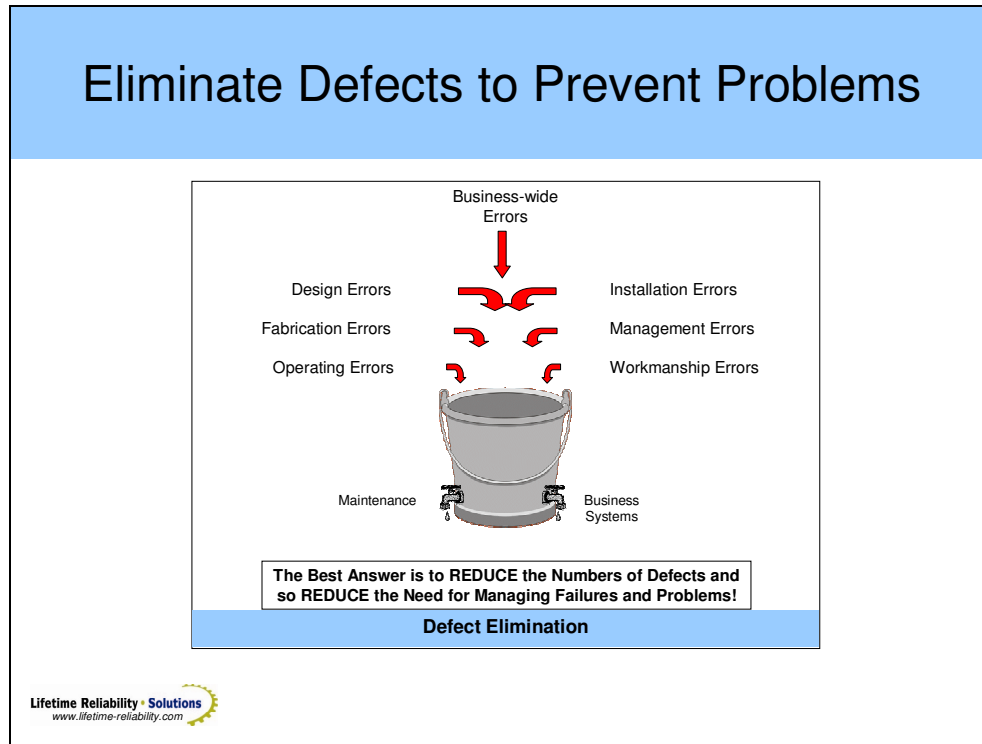 Eliminate Defects to Prevent Problems
Business-wide
Errors
Design Errors
Installation Errors
Fabrication Errors
Management Errors
Operating Errors
Workmanship Errors
Maintenance
Business
Systems
The Best Answer is to REDUCE the Numbers of Defects and
so REDUCE the Need for Managing Failures and Problems!
Defect Elimination
Lifetime Reliability • Solutions
www.lifetime-reliability.com